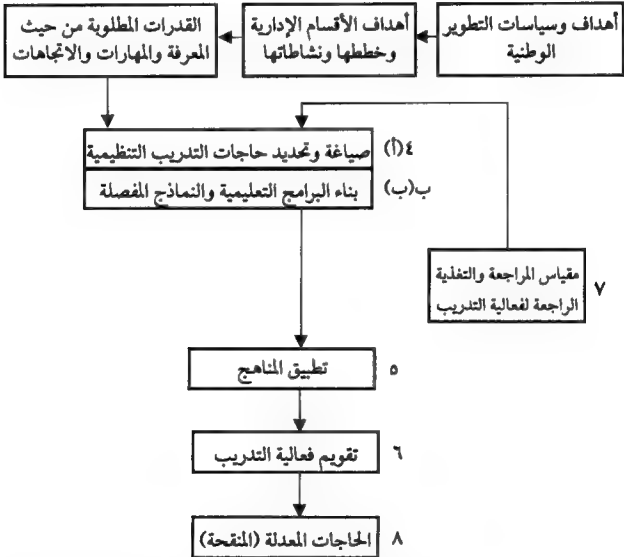 أهداف وسياسات التطوير
الوطنية
أهداف الأقسام الإدارية
وخططها ونشاطاتها
القدرات المطلوبة من حيث
المعرفة والمهارات والاتجاهات
٤(أ) صياغة وتحديد حاجات التدريب التنظيمية
ب(ب) بناء البرامج التعليمية والنماذج المفصلة
٧ مقياس المراجعة والتغذية
الراجعة لفعالية التدريب
٥ تطبيق المناهج
٦ تقويم فعالية التدريب
٨ الحاجات المعدلة (المنقحة)